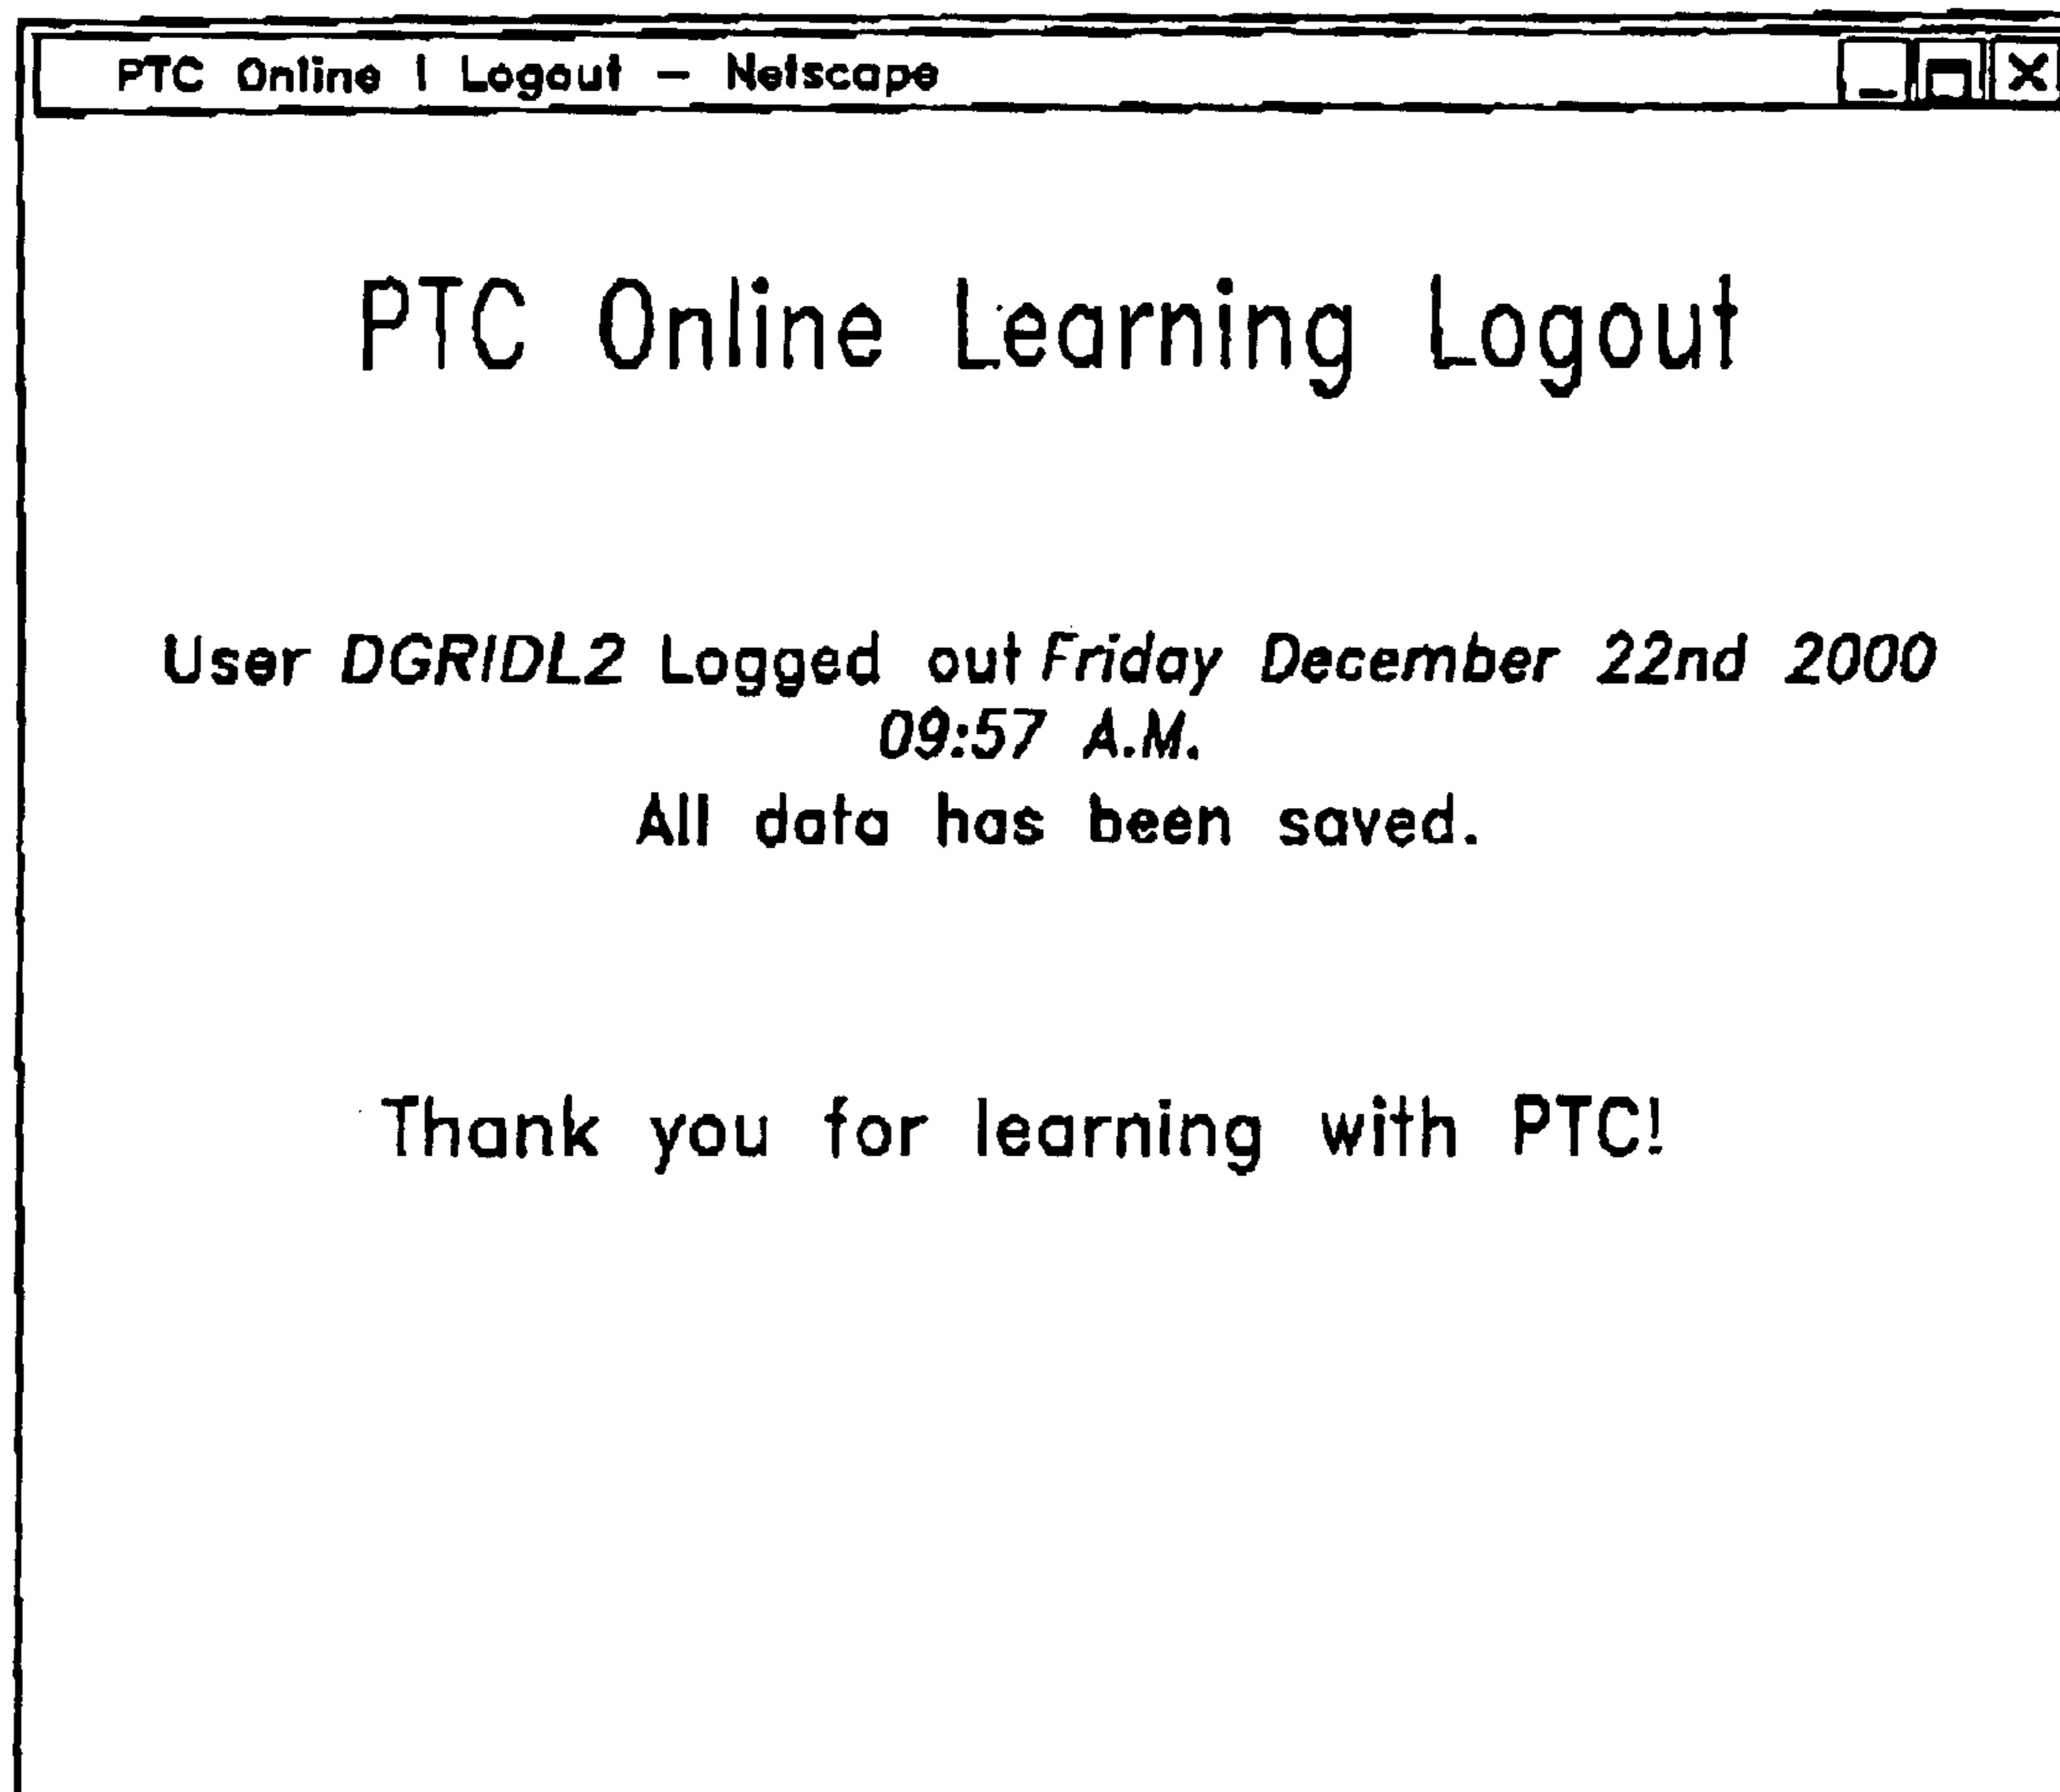 PTC Online | Logout - Netscape
PTC Online Learning Logout
User DGRIDL2 Logged out Friday December 22nd 2000
09:57 A.M.
All data has been saved.
Thank you for learning with PTC!